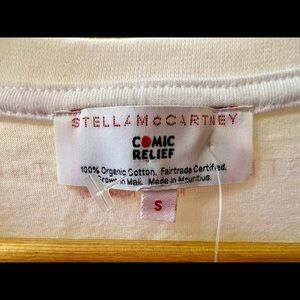 STELLA McCARTNEY
COMIC
RELIEF
100% Organic Cotton. Fairtrade Certified.
Grown in Mali. Made in Mauritius.
S